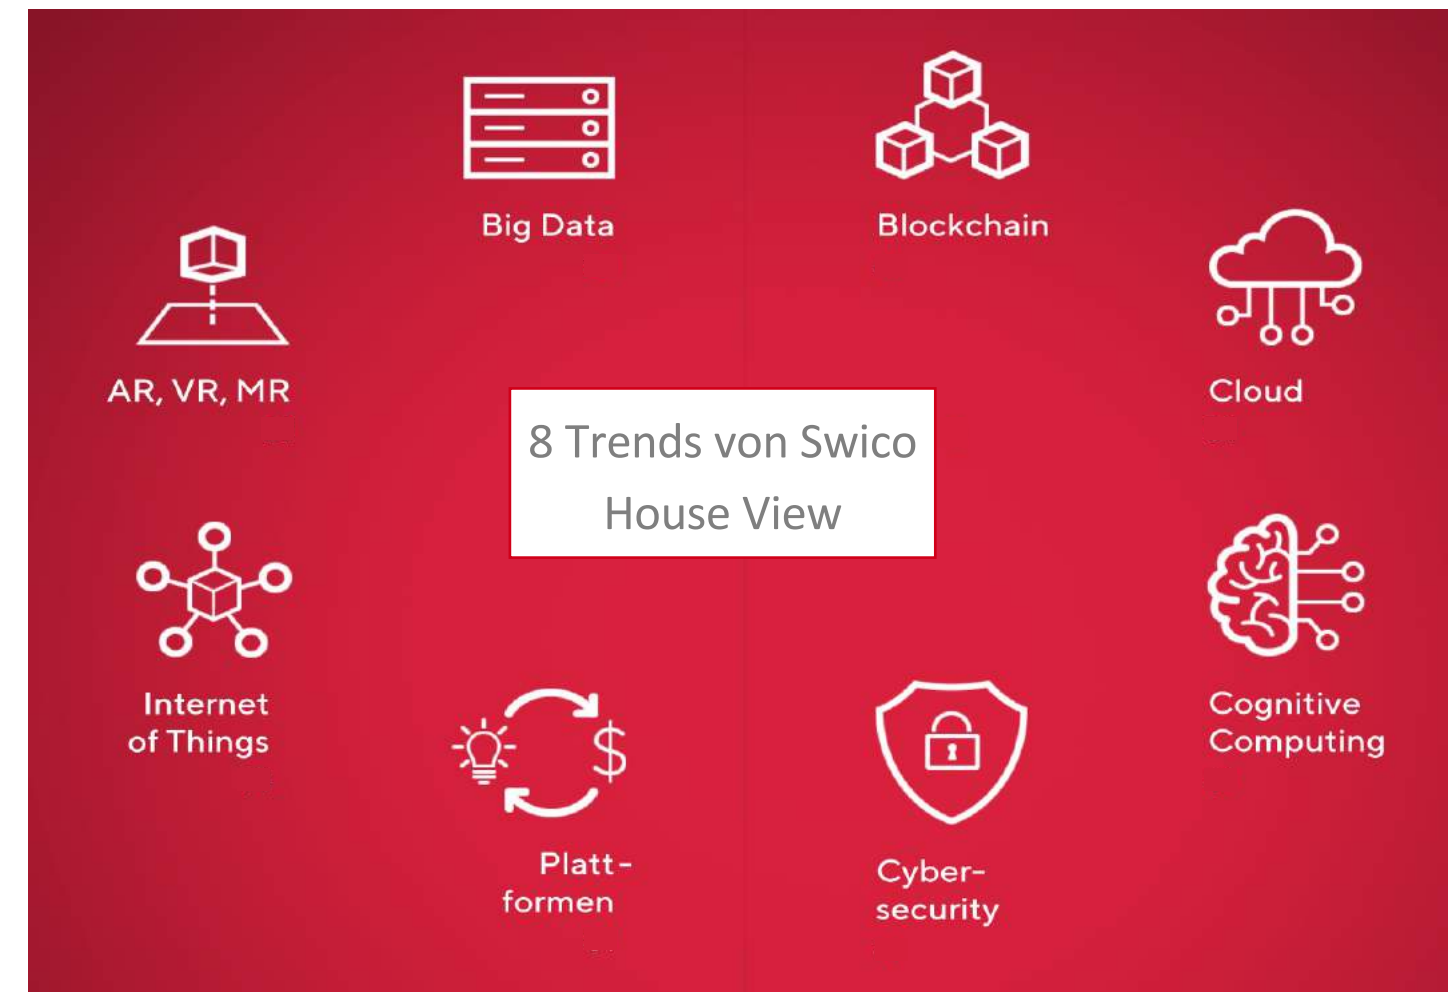 Big Data
Blockchain
AR, VR, MR
Cloud
8 Trends von Swico
House View
Internet
of Things
Cognitive
Computing
$
Platt-
formen
Cyber-
security